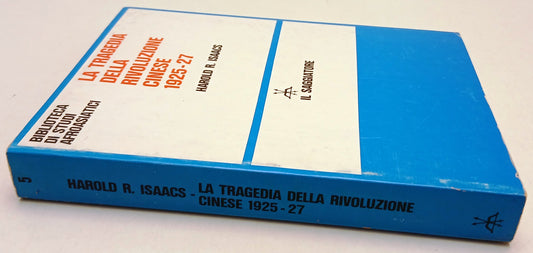 LA TRAGEDIA
DELLA
RIVOLUZIONE
CINESE
1925-27
HAROLD R. ISAACS
BIBLIOTECA
DI STUDI
AFROASIATICI
IL SAGGIATORE
5
HAROLD R. ISAACS - LA TRAGEDIA DELLA RIVOLUZIONE
CINESE 1925-27